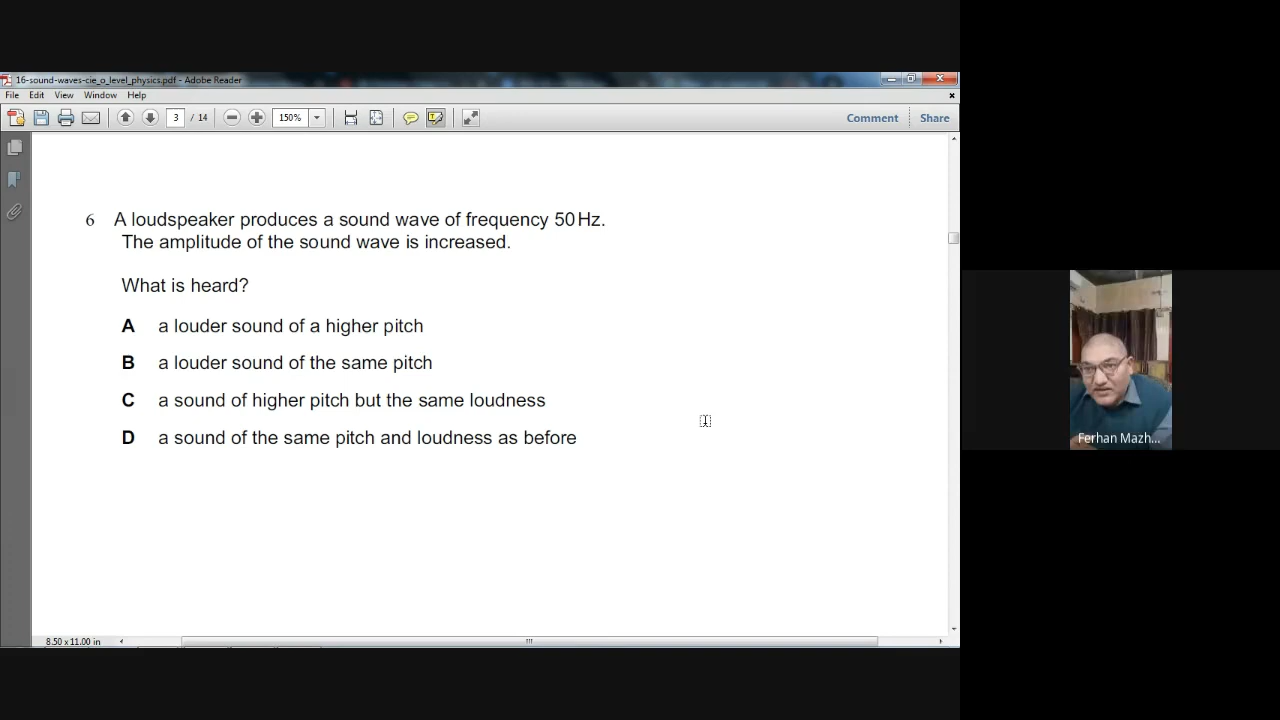 16-sound-waves-cie_o_level_physics.pdf - Adobe Reader
File Edit View Window Help
3 / 14 150% Comment Share
6 A loudspeaker produces a sound wave of frequency 50 Hz.
The amplitude of the sound wave is increased.
What is heard?
A a louder sound of a higher pitch
B a louder sound of the same pitch
C a sound of higher pitch but the same loudness
D a sound of the same pitch and loudness as before
Ferhan Mazh...
8.50 x 11.00 in